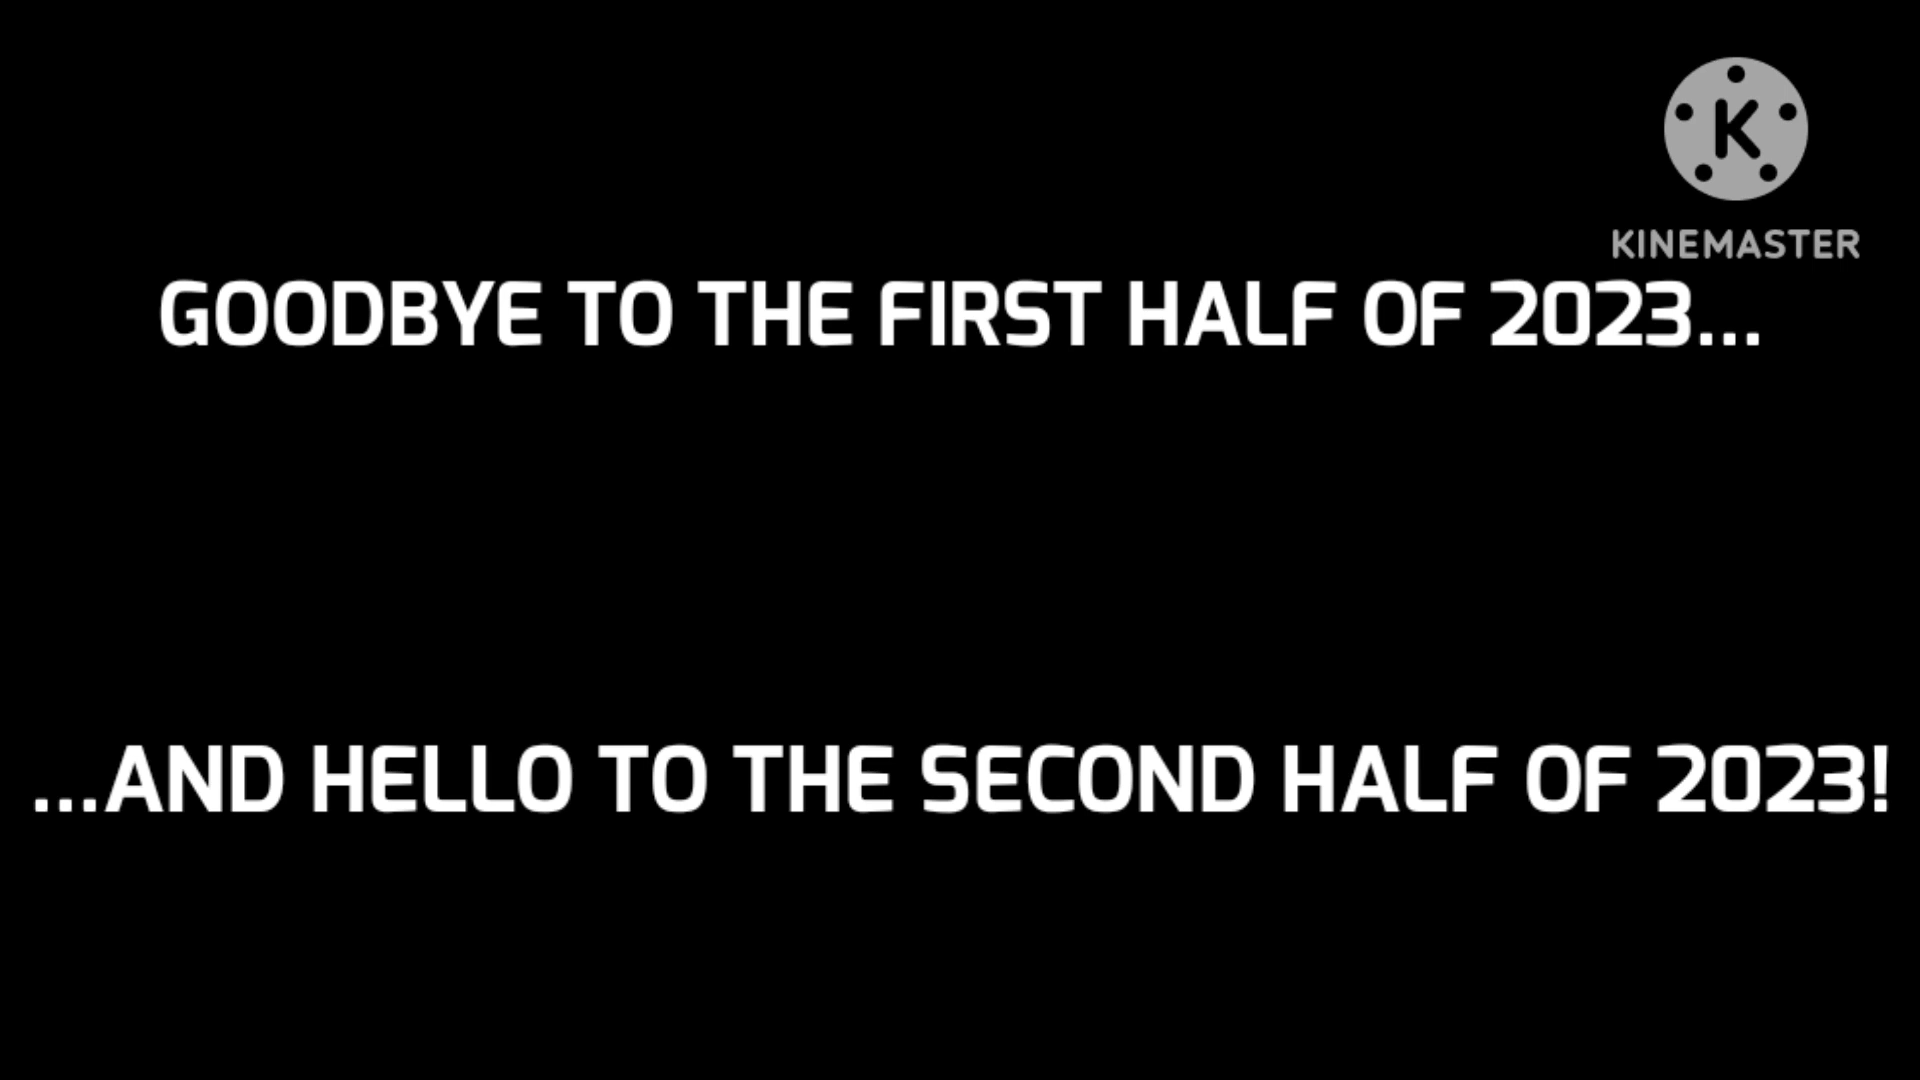 K
KINEMASTER
GOODBYE TO THE FIRST HALF OF 2023...
...AND HELLO TO THE SECOND HALF OF 2023!